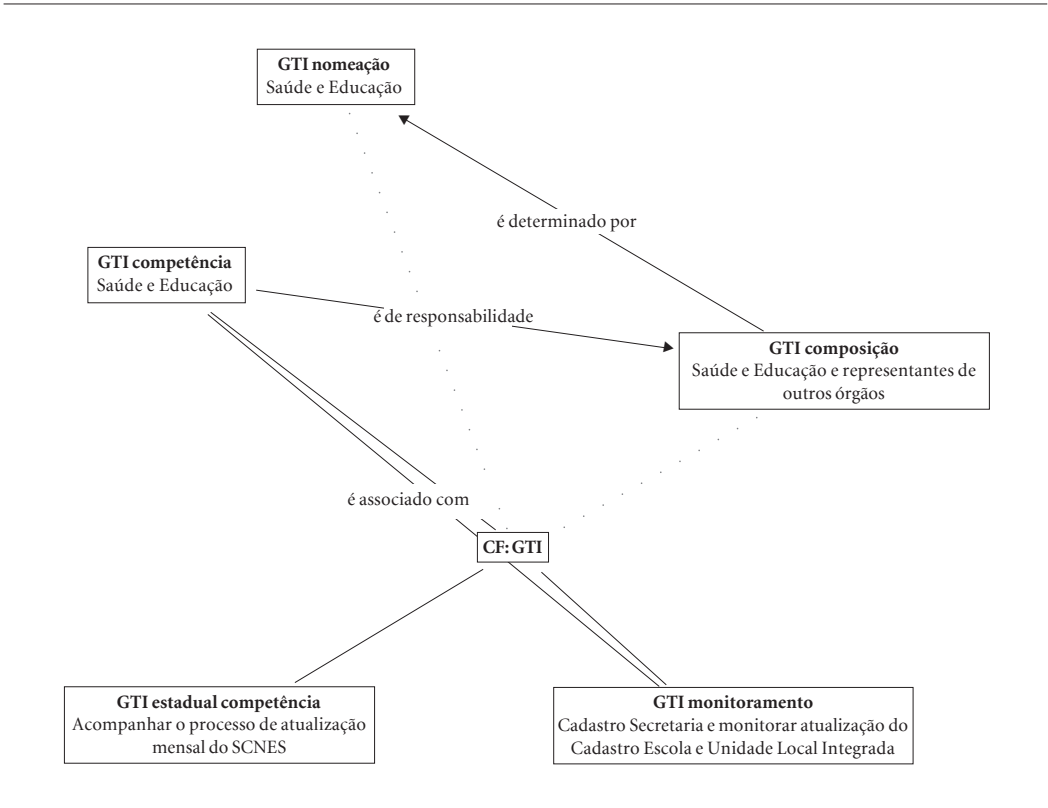 GTI nomeação
Saúde e Educação
é determinado por
GTI competência
Saúde e Educação
é de responsabilidade
GTI composição
Saúde e Educação e representantes de
outros órgãos
é associado com
CF: GTI
GTI estadual competência
Acompanhar o processo de atualização
mensal do SCNES
GTI monitoramento
Cadastro Secretaria e monitorar atualização do
Cadastro Escola e Unidade Local Integrada